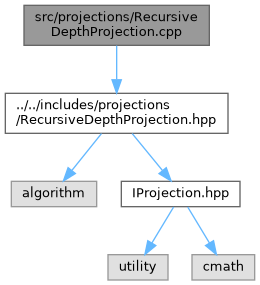 src/projections/Recursive
DepthProjection.cpp
../../includes/projections
/RecursiveDepthProjection.hpp
algorithm
IProjection.hpp
utility
cmath